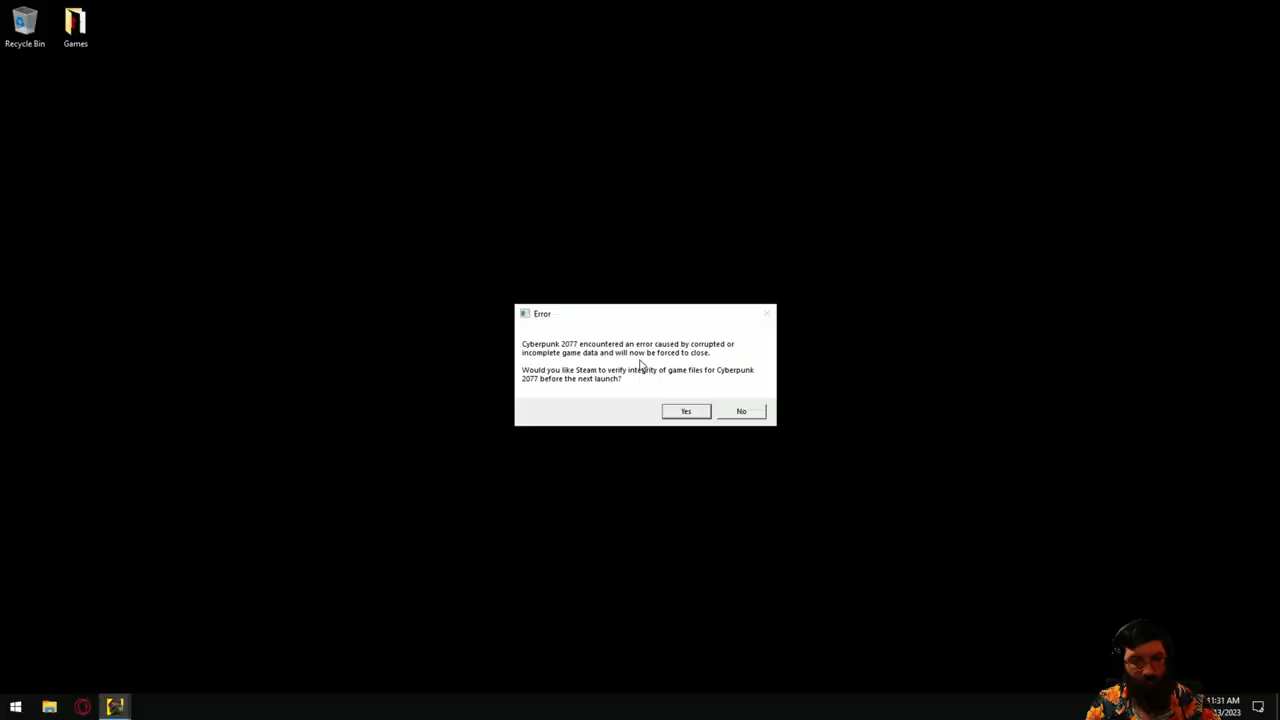 Recycle Bin
Games
Error
Cyberpunk 2077 encountered an error caused by corrupted or
incomplete game data and will now be forced to close.
Would you like Steam to verify integrity of game files for Cyberpunk
2077 before the next launch?
Yes
No
11:31 AM
13/2023